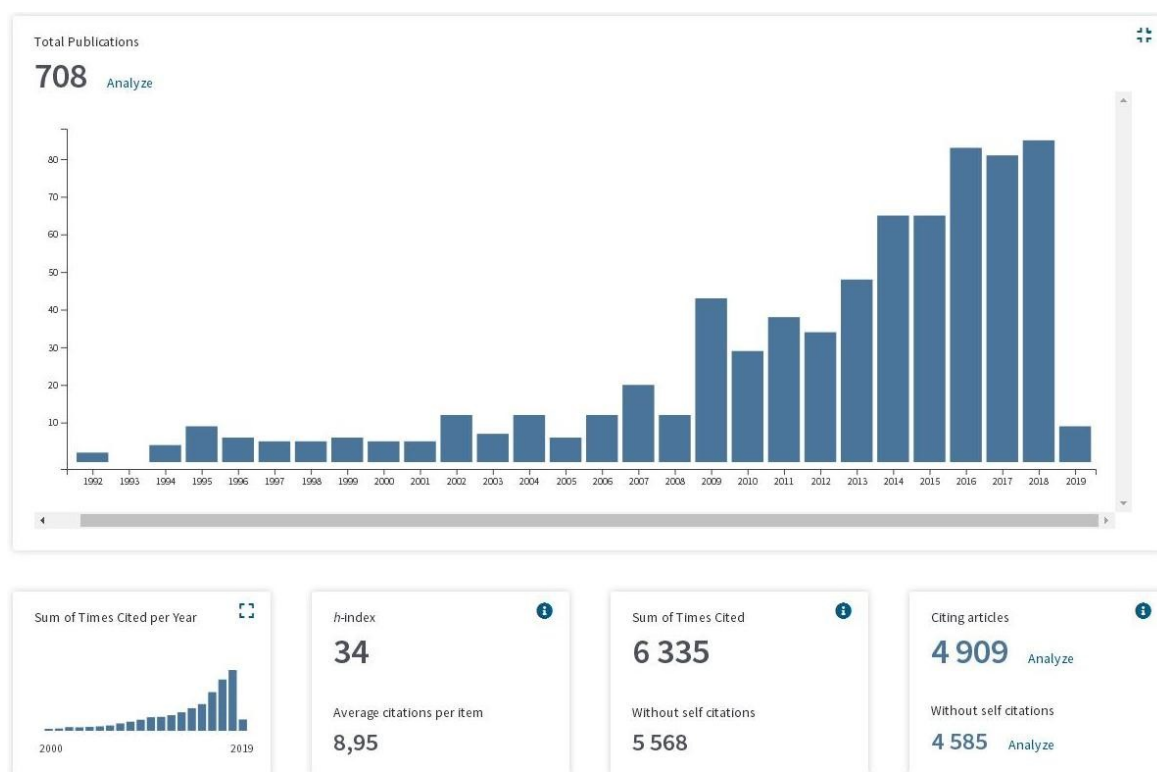 Total Publications
708 Analyze
80
70
60
50
40
30
20
10
1992 1993 1994 1995 1996 1997 1998 1999 2000 2001 2002 2003 2004 2005 2006 2007 2008 2009 2010 2011 2012 2013 2014 2015 2016 2017 2018 2019
Sum of Times Cited per Year
2000 2019
h-index
34
Average citations per item
8,95
Sum of Times Cited
6 335
Without self citations
5 568
Citing articles
4 909 Analyze
Without self citations
4 585 Analyze